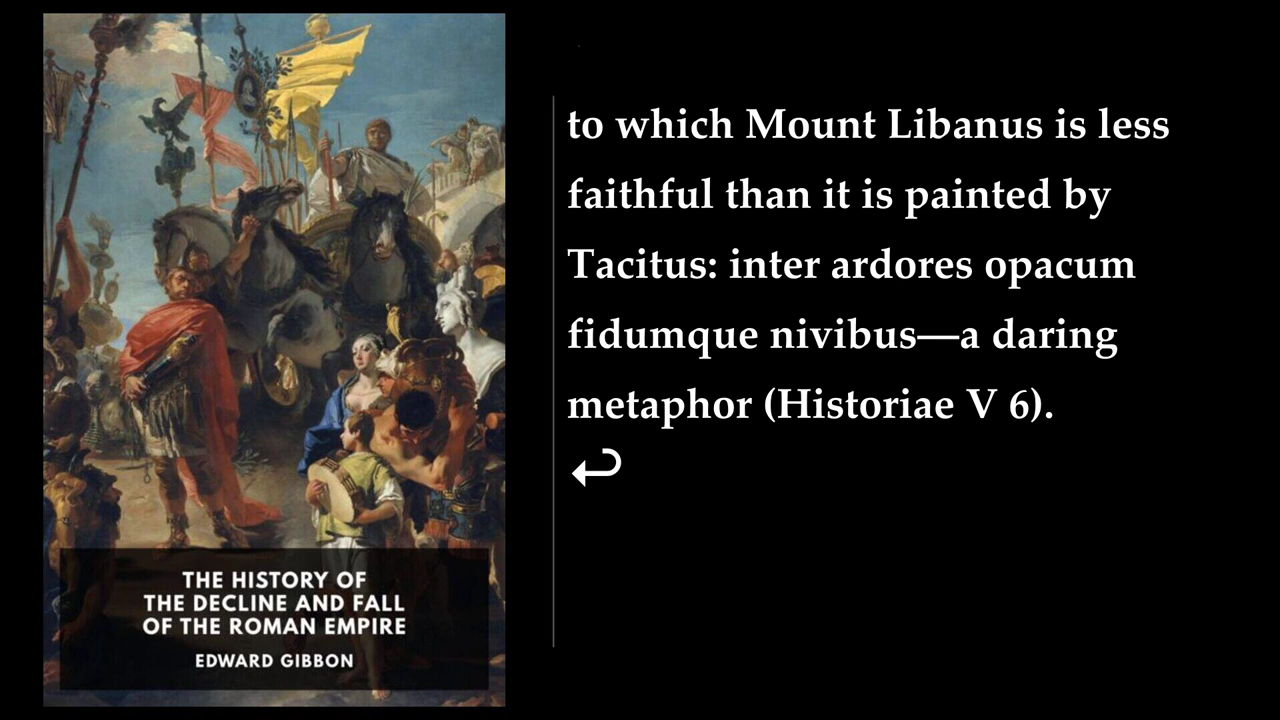 to which Mount Libanus is less
faithful than it is painted by
Tacitus: inter ardores opacum
fidumque nivibus—a daring
metaphor (Historiae V 6).
↩
THE HISTORY OF
THE DECLINE AND FALL
OF THE ROMAN EMPIRE
EDWARD GIBBON